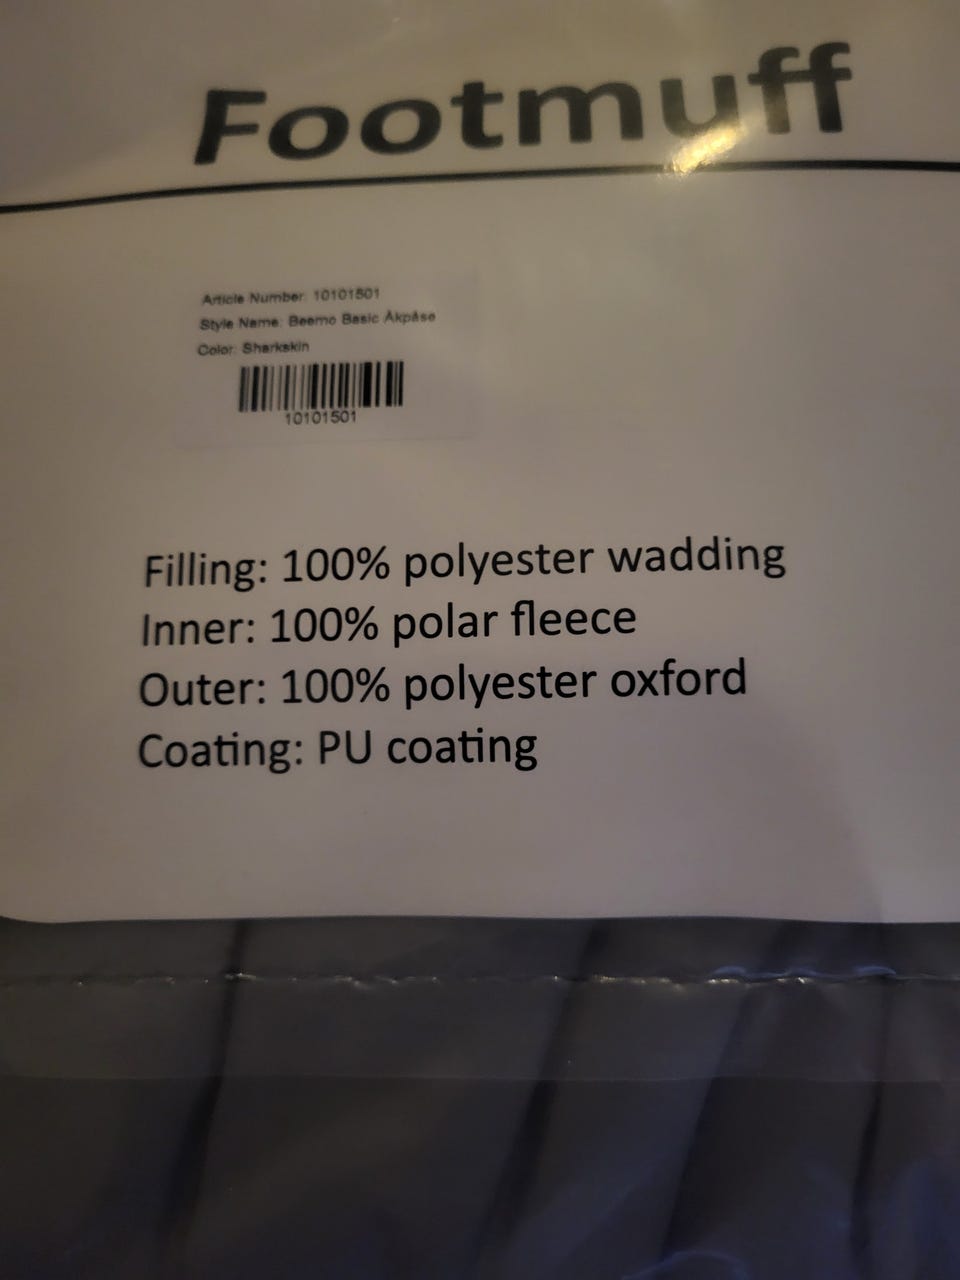 Footmuff
Article Number: 10101501
Style Name: Beemo Basic Åkpåse
Color: Sharkskin
10101501
Filling: 100% polyester wadding
Inner: 100% polar fleece
Outer: 100% polyester oxford
Coating: PU coating